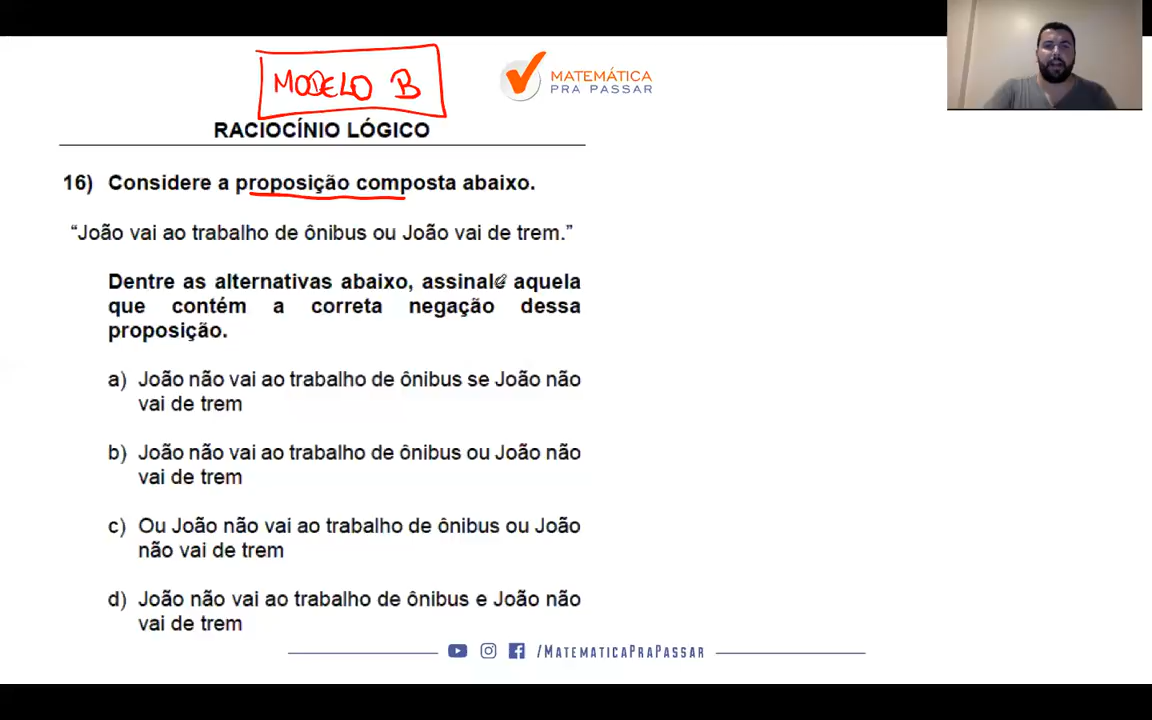 MODELO B
MATEMÁTICA
PRA PASSAR
RACIOCÍNIO LÓGICO
16) Considere a proposição composta abaixo.
“João vai ao trabalho de ônibus ou João vai de trem.”
Dentre as alternativas abaixo, assinale aquela
que contém a correta negação dessa
proposição.
a) João não vai ao trabalho de ônibus se João não
vai de trem
b) João não vai ao trabalho de ônibus ou João não
vai de trem
c) Ou João não vai ao trabalho de ônibus ou João
não vai de trem
d) João não vai ao trabalho de ônibus e João não
vai de trem
/MATEMATICAPRAPASSAR